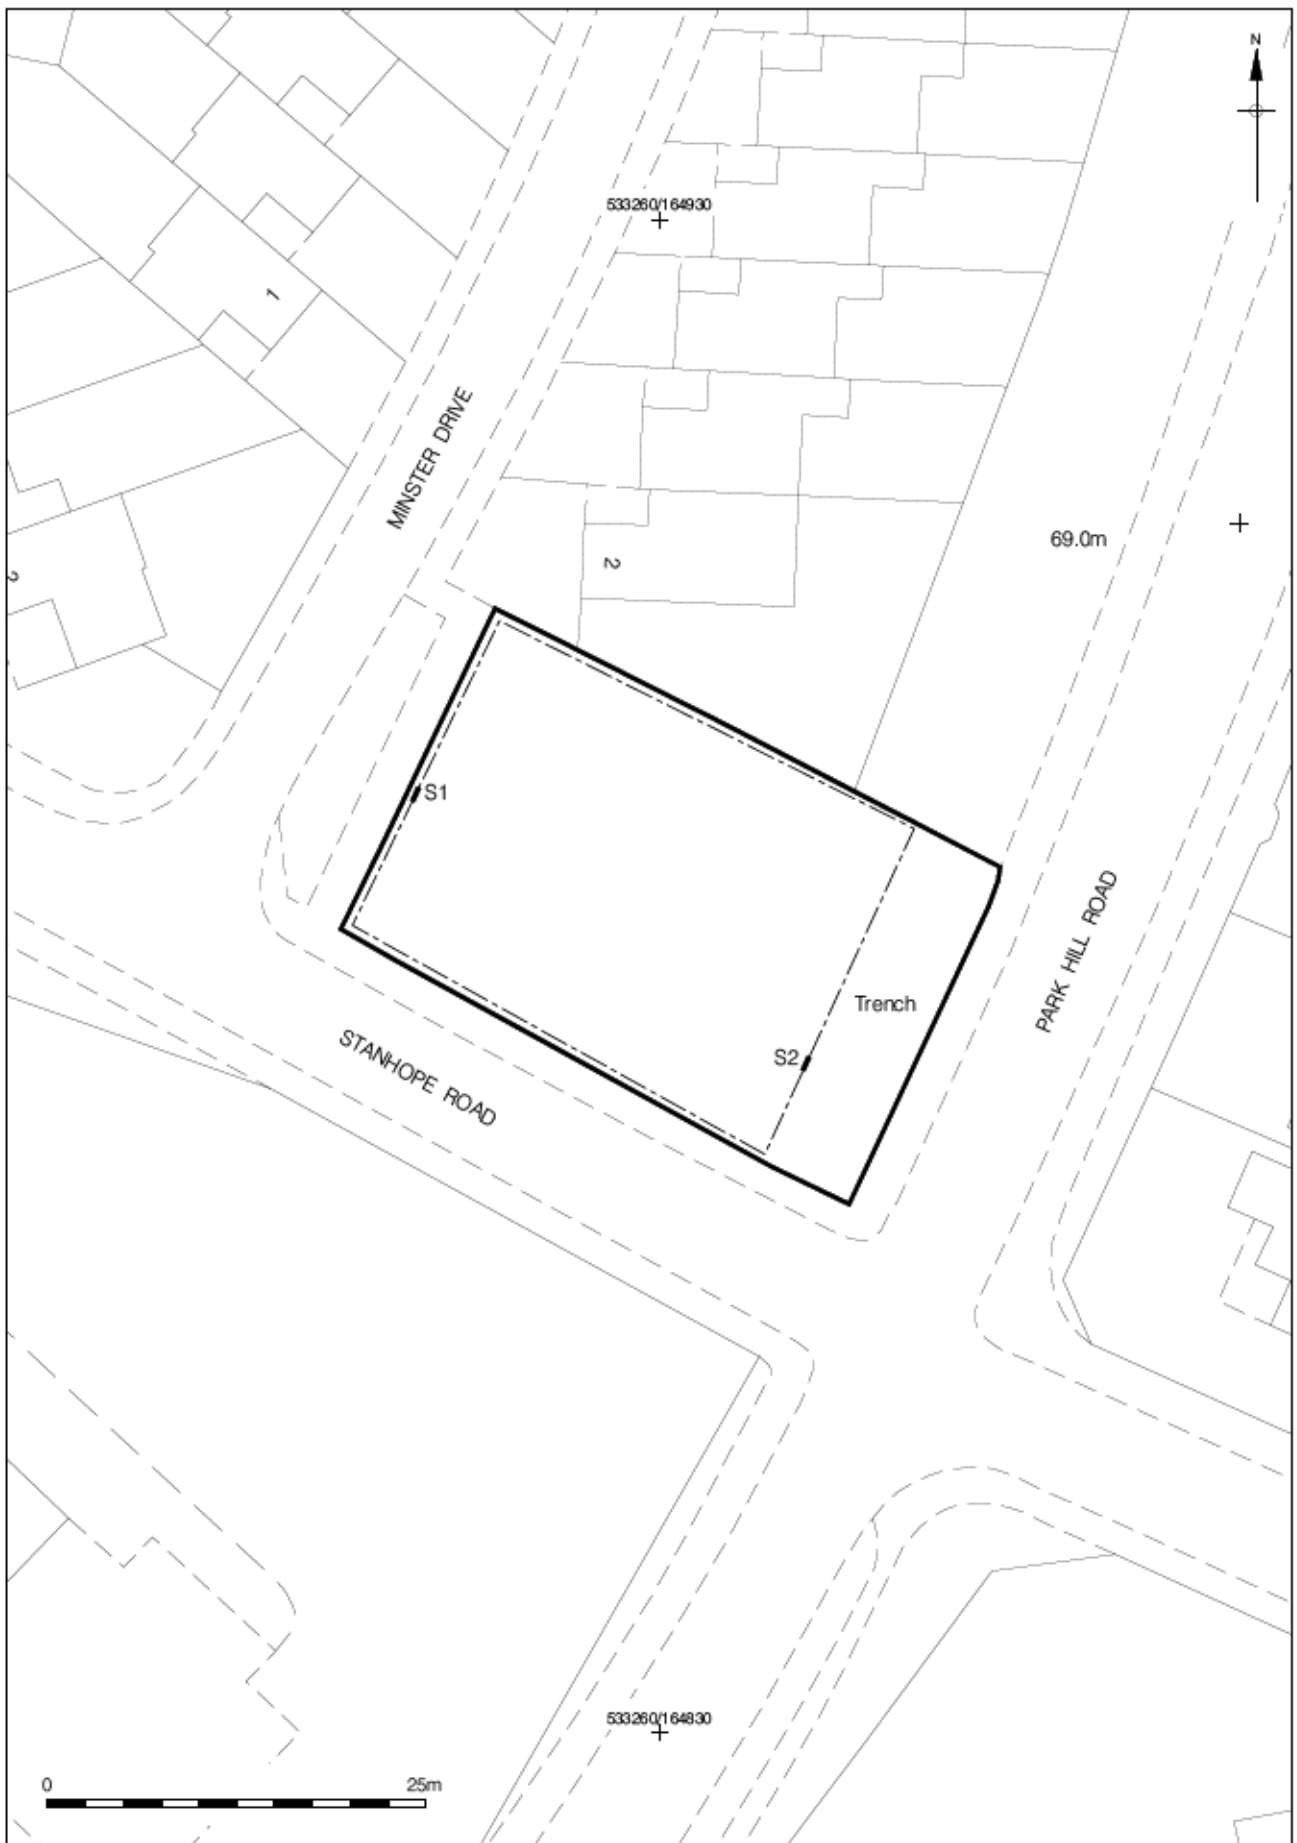 N
533260/164930
1
MINSTER DRIVE
69.0m
2
2
S1
PARK HILL ROAD
Trench
STANHOPE ROAD
S2
533260/164830
0 25m